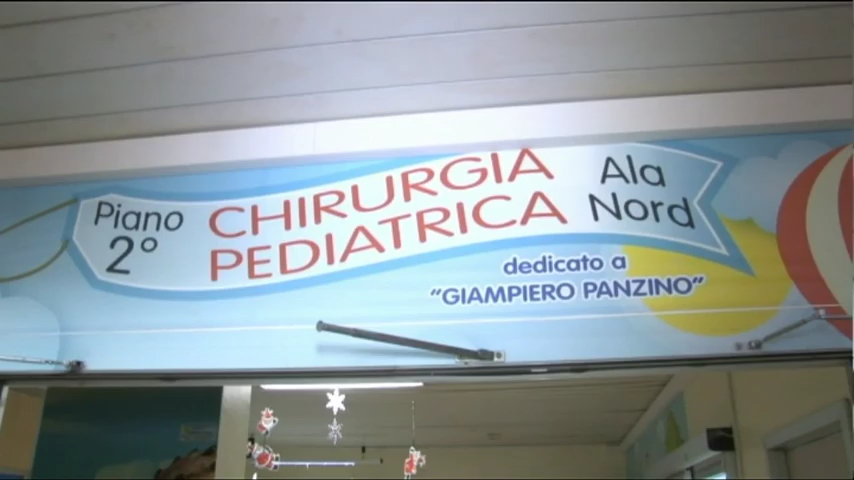 Piano
2°
CHIRURGIA
PEDIATRICA
Ala
Nord
dedicato a
"GIAMPIERO PANZINO"